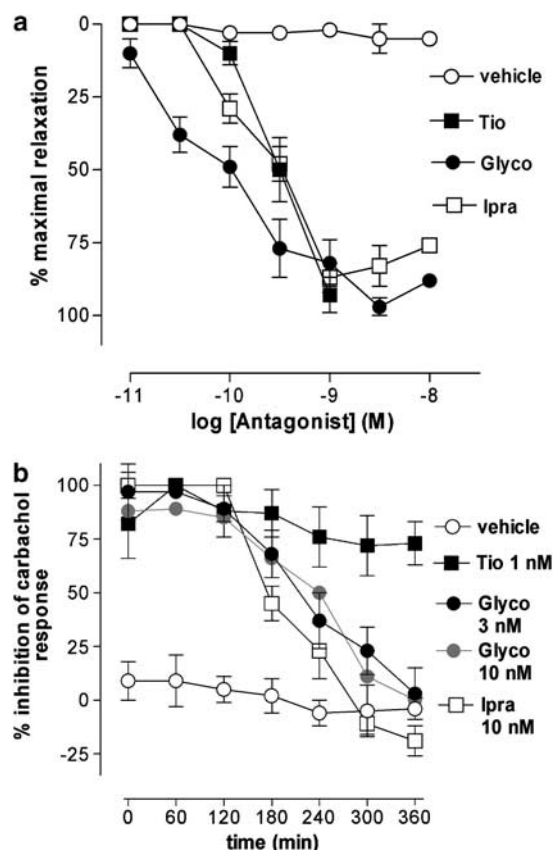 a
% maximal relaxation
0
25
50
75
100
vehicle
Tio
Glyco
Ipra
-11
-10
-9
-8
log [Antagonist] (M)
b
% inhibition of carbachol
response
100
75
50
25
0
-25
vehicle
Tio 1 nM
Glyco
3 nM
Glyco
10 nM
Ipra
10 nM
0
60
120
180
240
300
360
time (min)